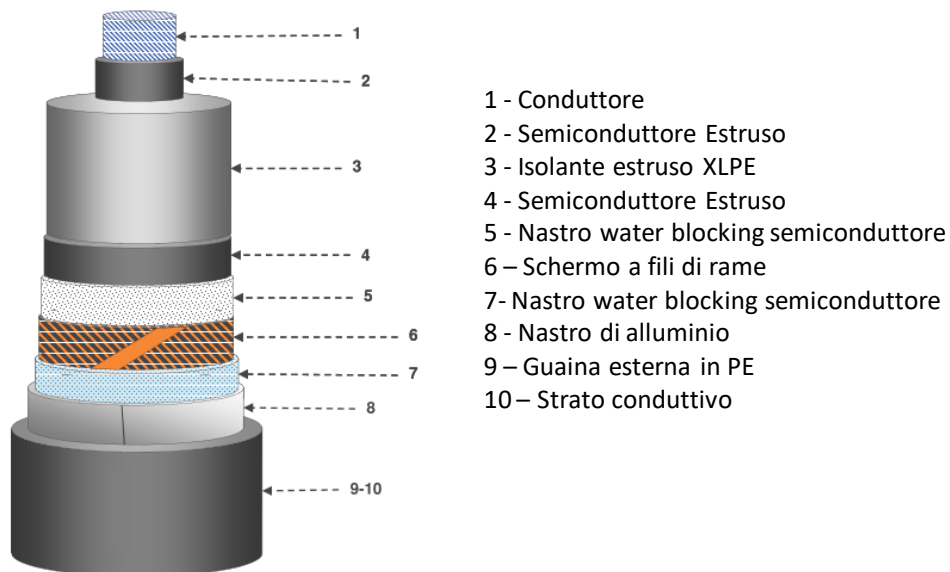 1
2
3
4
5
6
7
8
9-10
1 - Conduttore
2 - Semiconduttore Estruso
3 - Isolante estruso XLPE
4 - Semiconduttore Estruso
5 - Nastro water blocking semiconduttore
6 – Schermo a fili di rame
7- Nastro water blocking semiconduttore
8 - Nastro di alluminio
9 – Guaina esterna in PE
10 – Strato conduttivo